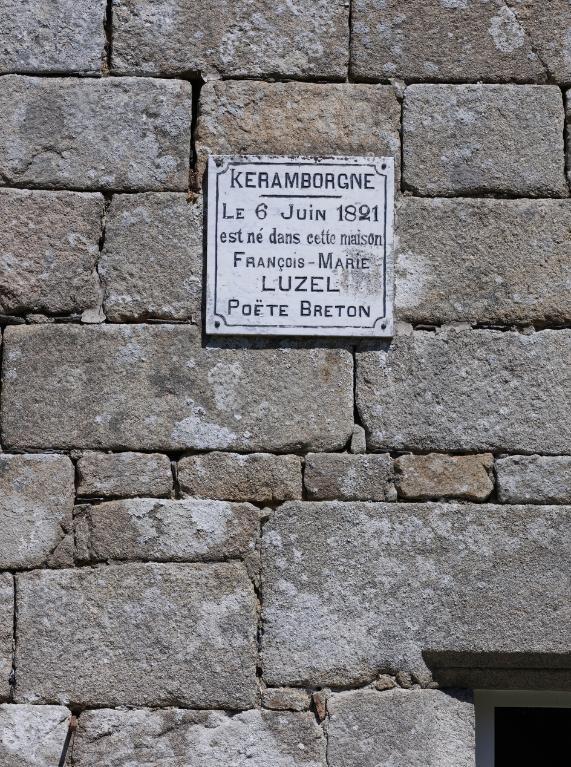 KERAMBORGNE
LE 6 JUIN 1821
est né dans cette maison
FRANÇOIS-MARIE
LUZEL
POËTE BRETON